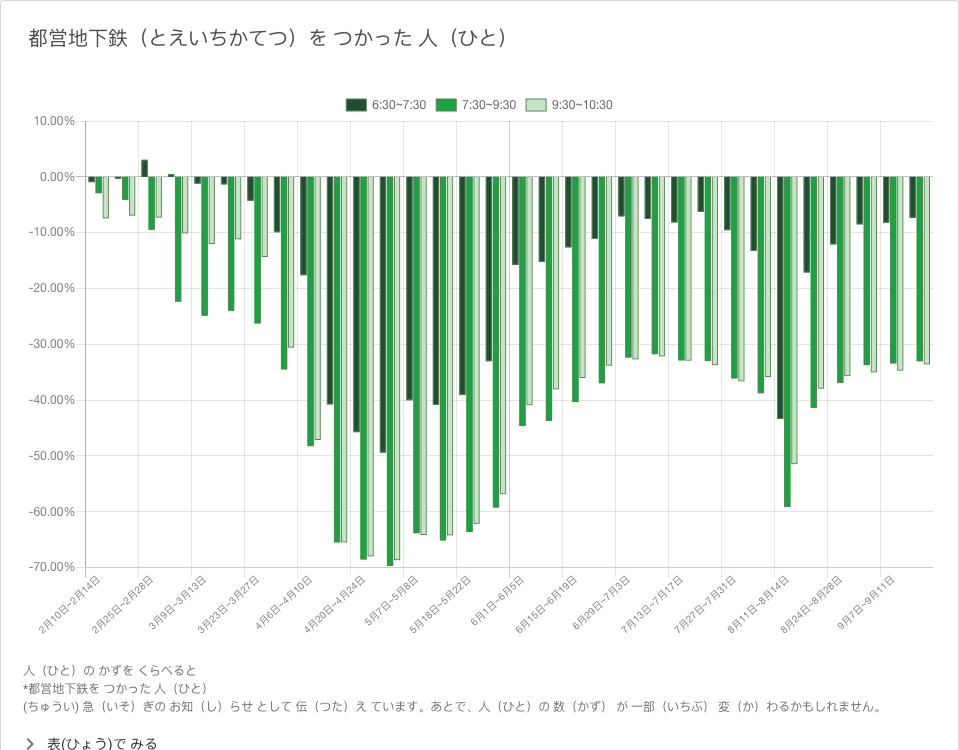 都営地下鉄（とえいちかてつ）を つかった 人（ひと）
6:30~7:30 7:30~9:30 9:30~10:30
10.00%
0.00%
-10.00%
-20.00%
-30.00%
-40.00%
-50.00%
-60.00%
-70.00%
2月10日~2月14日
2月25日~2月28日
3月9日~3月13日
3月23日~3月27日
4月6日~4月10日
4月20日~4月24日
5月7日~5月8日
5月18日~5月22日
6月1日~6月5日
6月15日~6月19日
6月29日~7月3日
7月13日~7月17日
7月27日~7月31日
8月11日~8月14日
8月24日~8月28日
9月7日~9月11日
人（ひと）の かずを くらべると
*都営地下鉄を つかった 人（ひと）
(ちゅうい) 急（いそ）ぎの お知（し）らせ として 伝（つた）え ています。あとで、人（ひと）の 数（かず） が 一部（いちぶ） 変（か）わるかもしれません。
表(ひょう)で みる